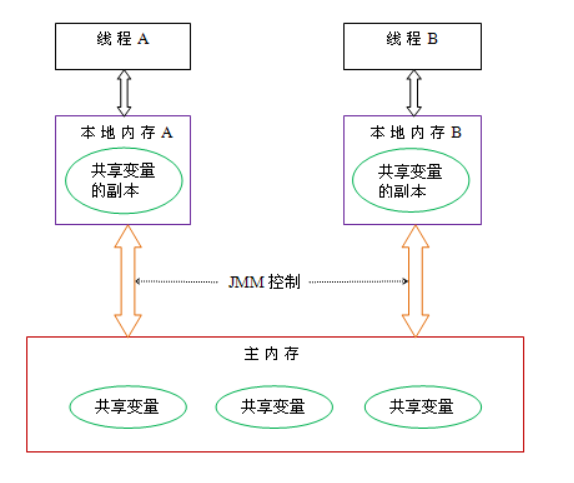 线程 A
线程 B
本地内存 A
本地内存 B
共享变量
的副本
共享变量
的副本
JMM 控制
主内存
共享变量
共享变量
共享变量